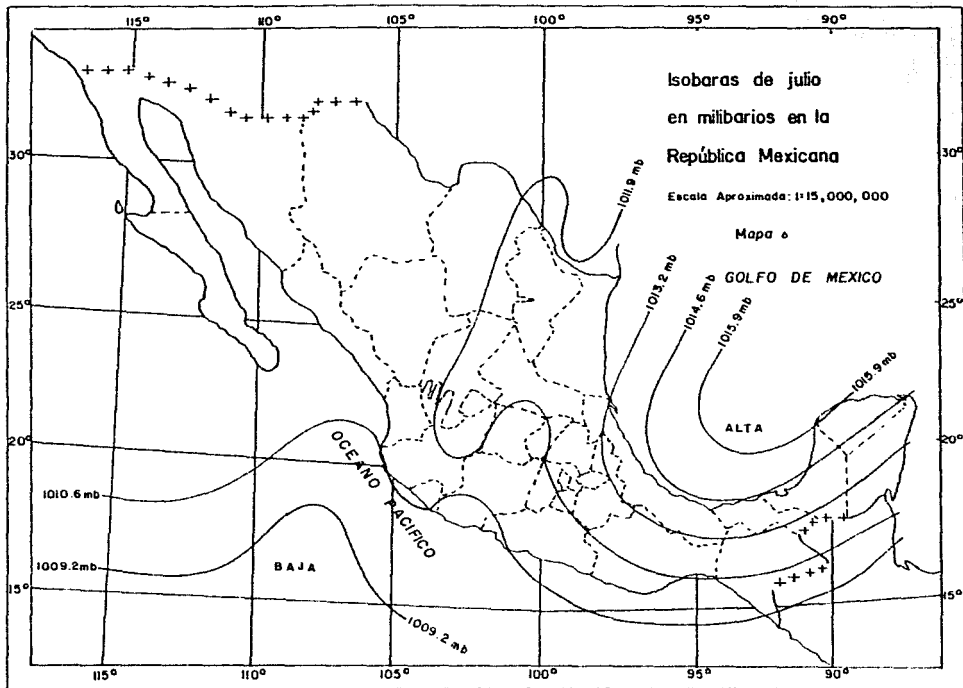 115° 110° 105° 100° 95° 90°
Isobaras de julio
en milibarios en la
República Mexicana
Escala Aproximada: 1:15,000,000
Mapa 6
GOLFO DE MEXICO
30° 30°
25° 25°
20° 20°
15° 15°
1011.9 mb
1013.2 mb
1014.6 mb
1015.9 mb
1015.9 mb
ALTA
OCEANO PACIFICO
1010.6 mb
1009.2mb
BAJA
1009.2 mb
115° 110° 105° 100° 95° 90°